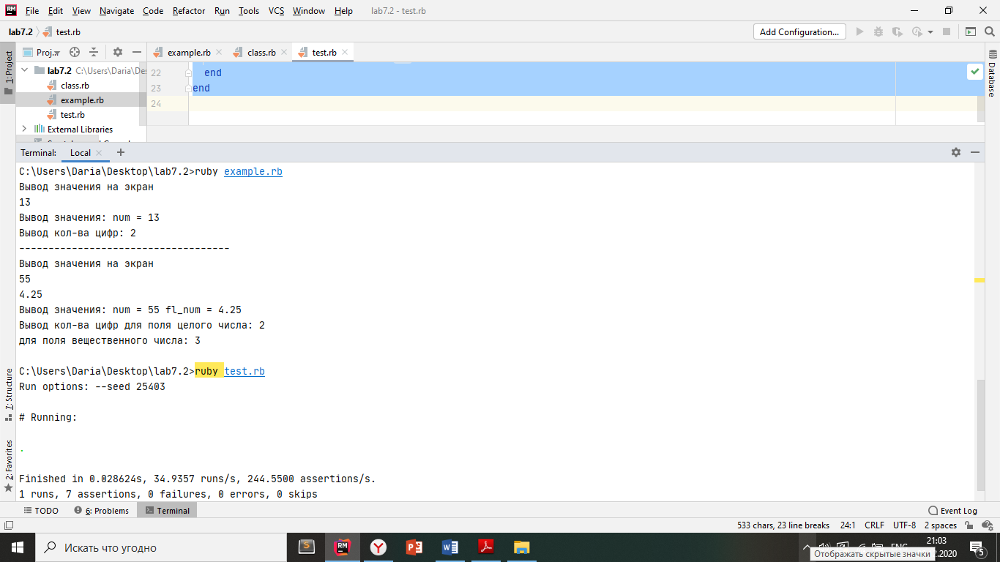 File Edit View Navigate Code Refactor Run Tools VCS Window Help lab7.2 - test.rb
lab7.2 test.rb Add Configuration...
1: Project
Proj..
example.rb class.rb test.rb
lab7.2 C:\Users\Daria\Des
class.rb
example.rb
test.rb
External Libraries
22 end
23 end
24
Database
Terminal: Local
C:\Users\Daria\Desktop\lab7.2>ruby example.rb
Вывод значения на экран
13
Вывод значения: num = 13
Вывод кол-ва цифр: 2
------------------------------------
Вывод значения на экран
55
4.25
Вывод значения: num = 55 fl_num = 4.25
Вывод кол-ва цифр для поля целого числа: 2
для поля вещественного числа: 3
C:\Users\Daria\Desktop\lab7.2>ruby test.rb
Run options: --seed 25403
# Running:
.
Finished in 0.028624s, 34.9357 runs/s, 244.5500 assertions/s.
1 runs, 7 assertions, 0 failures, 0 errors, 0 skips
7: Structure
2: Favorites
TODO 6: Problems Terminal Event Log
533 chars, 23 line breaks 24:1 CRLF UTF-8 2 spaces
Искать что угодно
21:03
.2020
5
Отображать скрытые значки